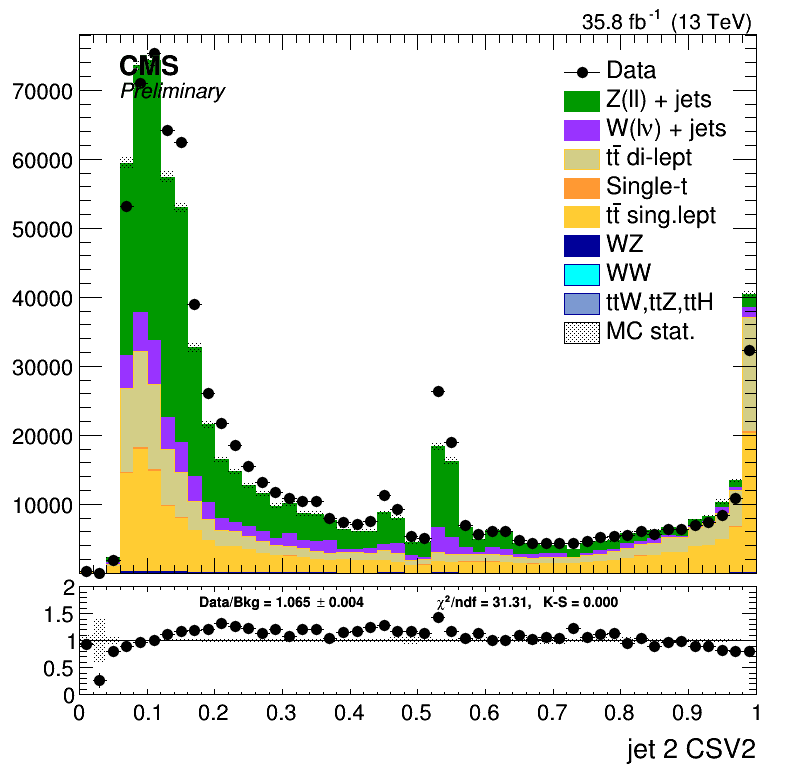 35.8 fb⁻¹ (13 TeV)
CMS
Preliminary
Data
Z(ll) + jets
W(lν) + jets
tt̄ di-lept
Single-t
tt̄ sing.lept
WZ
WW
ttW,ttZ,ttH
MC stat.
70000
60000
50000
40000
30000
20000
10000
Data/Bkg = 1.065 ± 0.004 χ²/ndf = 31.31, K-S = 0.000
2
1.5
1
0.5
0
0 0.1 0.2 0.3 0.4 0.5 0.6 0.7 0.8 0.9 1
jet 2 CSV2